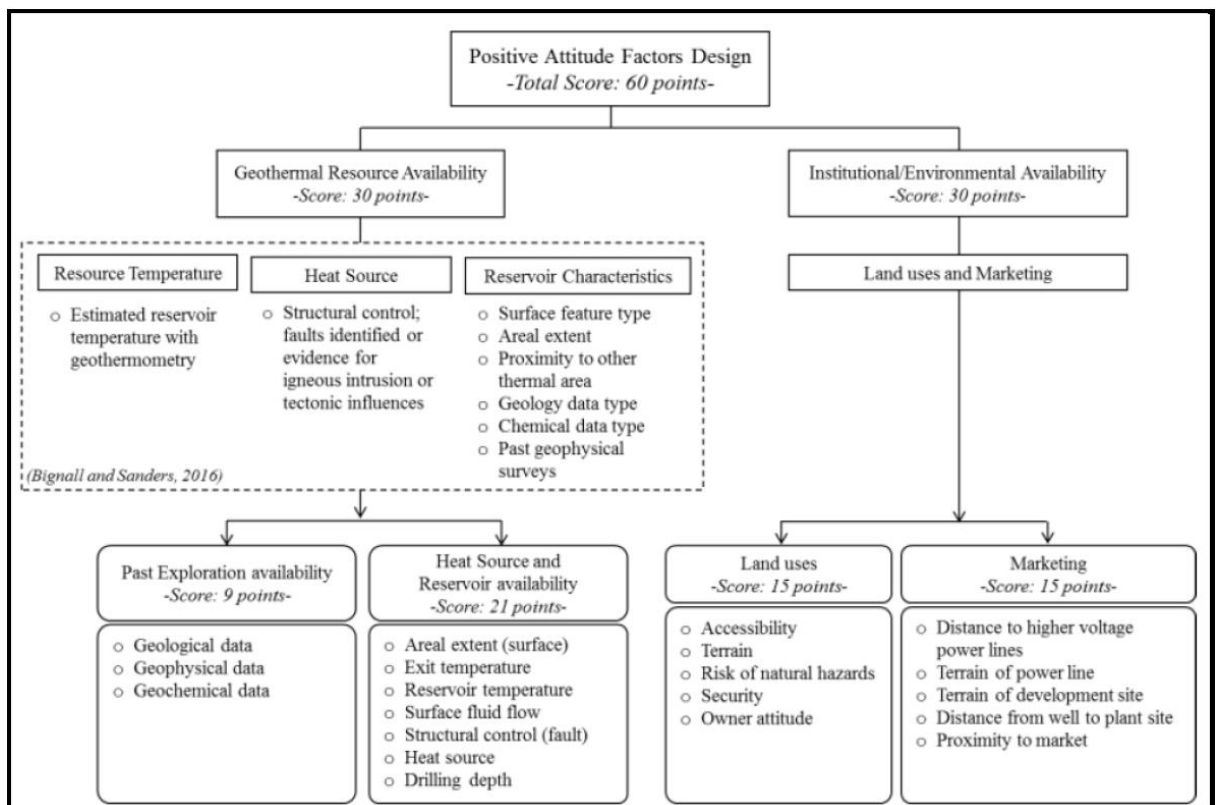 Positive Attitude Factors Design
-Total Score: 60 points-
Geothermal Resource Availability
-Score: 30 points-
Institutional/Environmental Availability
-Score: 30 points-
Resource Temperature
○ Estimated reservoir
temperature with
geothermometry
Heat Source
○ Structural control;
faults identified or
evidence for
igneous intrusion or
tectonic influences
Reservoir Characteristics
○ Surface feature type
○ Areal extent
○ Proximity to other
thermal area
○ Geology data type
○ Chemical data type
○ Past geophysical
surveys
(Bignall and Sanders, 2016)
Land uses and Marketing
Past Exploration availability
-Score: 9 points-
○ Geological data
○ Geophysical data
○ Geochemical data
Heat Source and
Reservoir availability
-Score: 21 points-
○ Areal extent (surface)
○ Exit temperature
○ Reservoir temperature
○ Surface fluid flow
○ Structural control (fault)
○ Heat source
○ Drilling depth
Land uses
-Score: 15 points-
○ Accessibility
○ Terrain
○ Risk of natural hazards
○ Security
○ Owner attitude
Marketing
-Score: 15 points-
○ Distance to higher voltage
power lines
○ Terrain of power line
○ Terrain of development site
○ Distance from well to plant site
○ Proximity to market